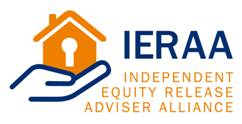 IERAA
INDEPENDENT
EQUITY RELEASE
ADVISER ALLIANCE